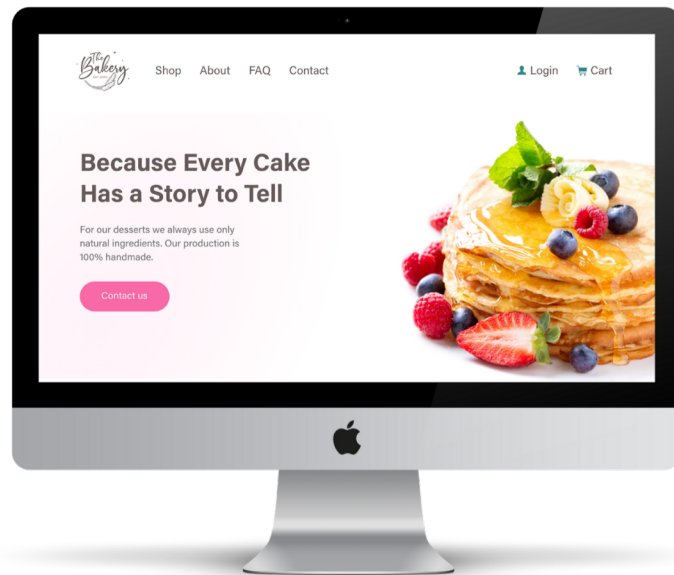 The
Bakery
Shop About FAQ Contact
Login Cart
Because Every Cake
Has a Story to Tell
For our desserts we always use only
natural ingredients. Our production is
100% handmade.
Contact us